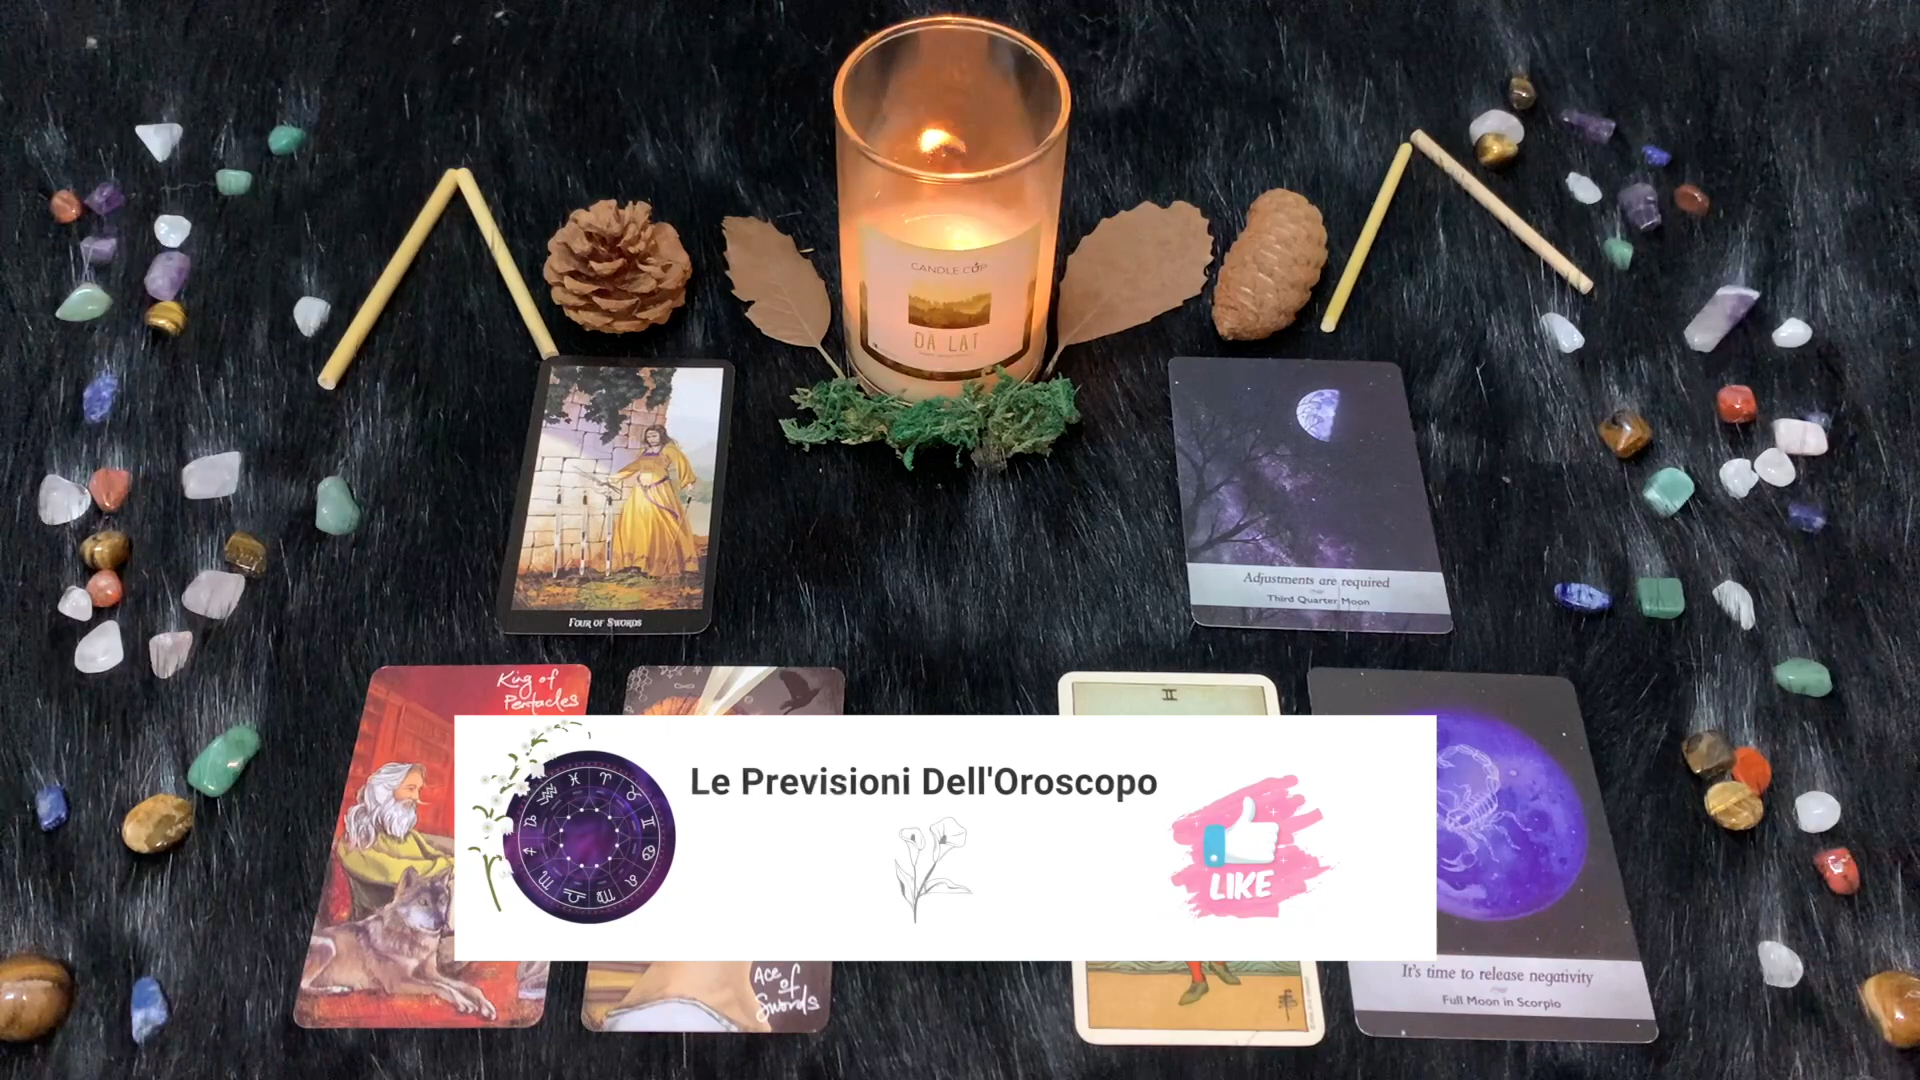 CANDLE CUP
DÀ LAT
FOUR OF SWORDS
Adjustments are required
Third Quarter Moon
King of
Pentacles
II
Le Previsioni Dell'Oroscopo
LIKE
Ace
of
Swords
It's time to release negativity
Full Moon in Scorpio